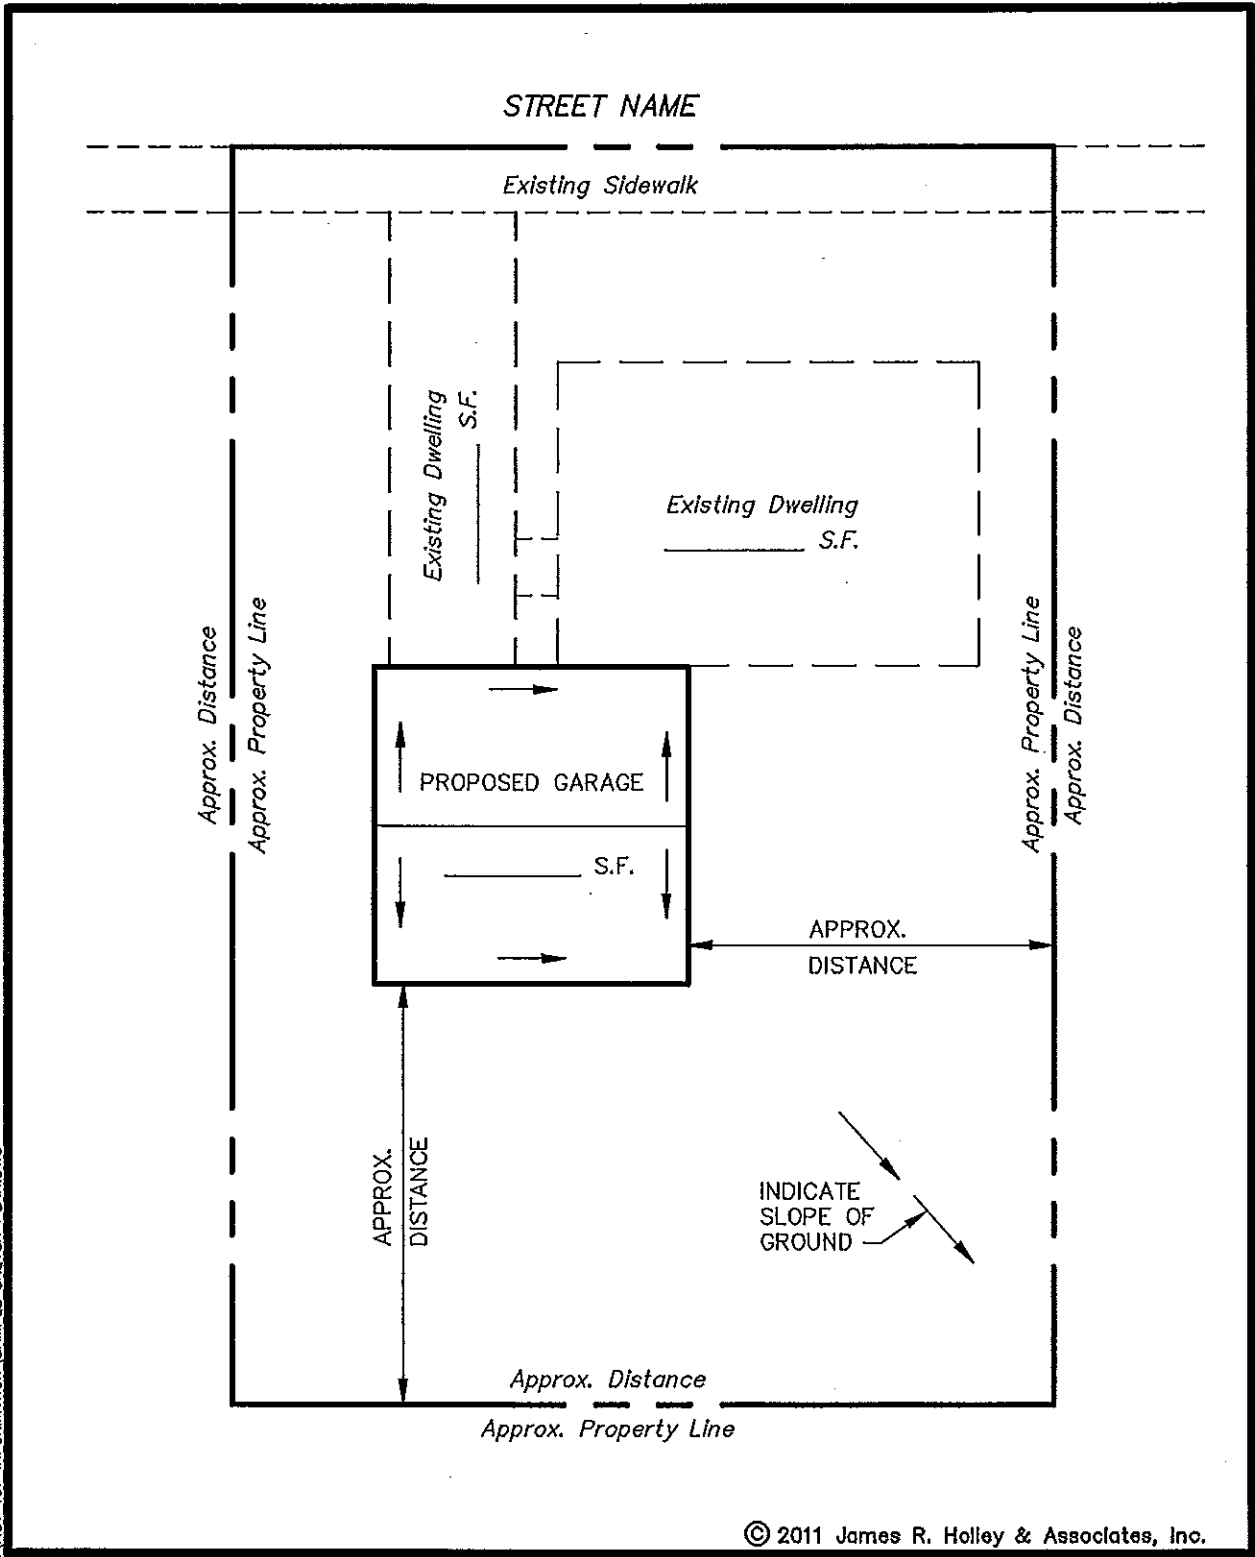 STREET NAME
Existing Sidewalk
Existing Dwelling
S.F.
Existing Dwelling
S.F.
Approx. Distance
Approx. Property Line
Approx. Property Line
Approx. Distance
PROPOSED GARAGE
S.F.
APPROX.
DISTANCE
APPROX.
DISTANCE
INDICATE
SLOPE OF
GROUND
Approx. Distance
Approx. Property Line
© 2011 James R. Holley & Associates, Inc.